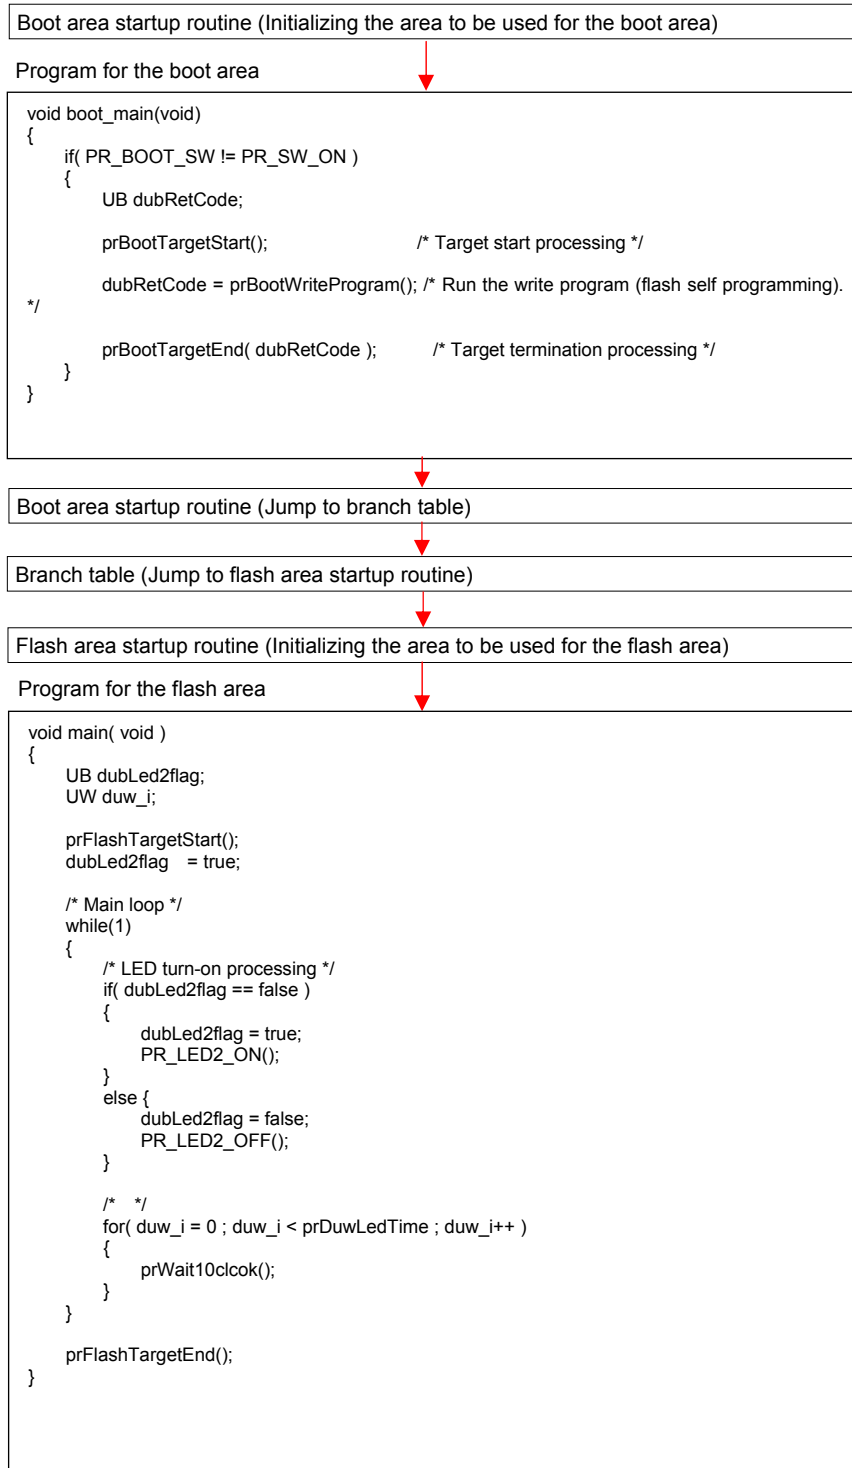 Boot area startup routine (Initializing the area to be used for the boot area)
Program for the boot area
void boot_main(void)
{
if( PR_BOOT_SW != PR_SW_ON )
{
UB dubRetCode;
prBootTargetStart(); /* Target start processing */
dubRetCode = prBootWriteProgram(); /* Run the write program (flash self programming).
*/
prBootTargetEnd( dubRetCode ); /* Target termination processing */
}
}
Boot area startup routine (Jump to branch table)
Branch table (Jump to flash area startup routine)
Flash area startup routine (Initializing the area to be used for the flash area)
Program for the flash area
void main( void )
{
UB dubLed2flag;
UW duw_i;
prFlashTargetStart();
dubLed2flag = true;
/* Main loop */
while(1)
{
/* LED turn-on processing */
if( dubLed2flag == false )
{
dubLed2flag = true;
PR_LED2_ON();
}
else {
dubLed2flag = false;
PR_LED2_OFF();
}
/* */
for( duw_i = 0 ; duw_i < prDuwLedTime ; duw_i++ )
{
prWait10clcok();
}
}
prFlashTargetEnd();
}